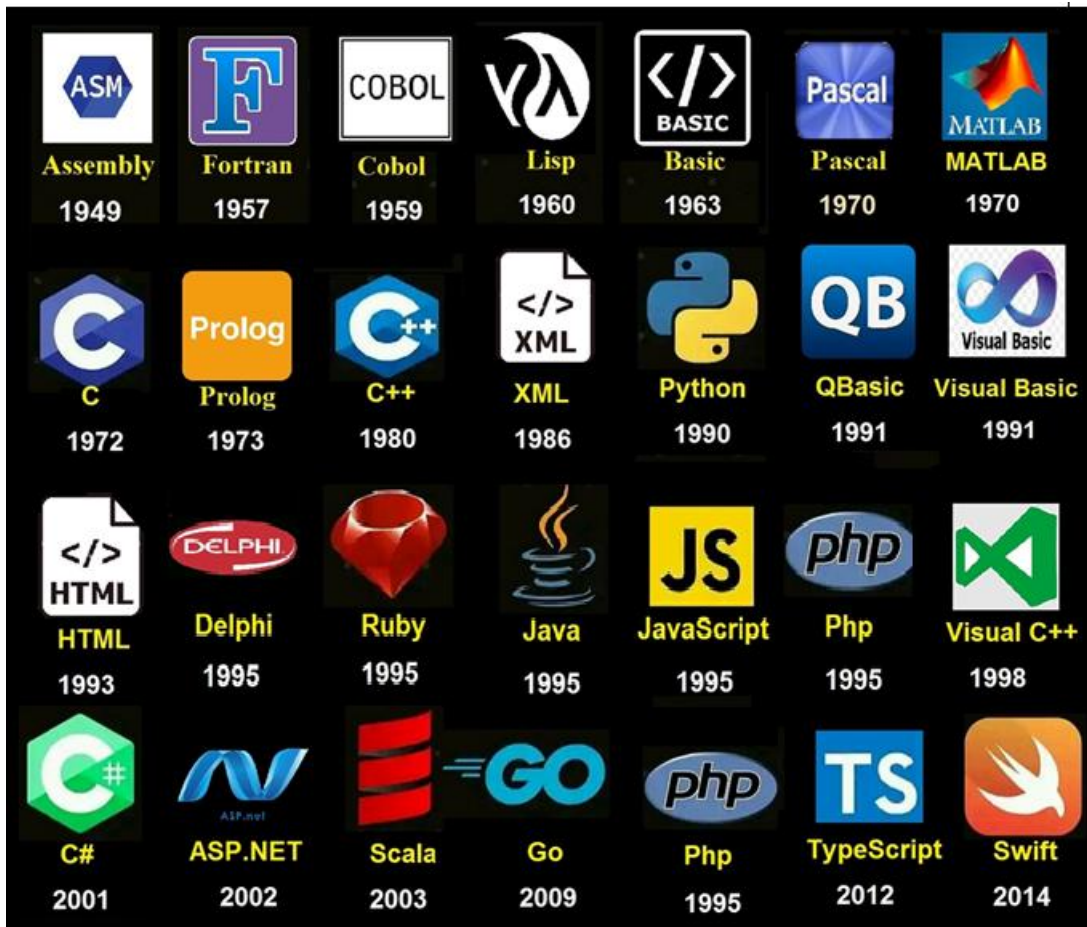 ASM
F
COBOL
BASIC
Pascal
MATLAB
Assembly Fortran Cobol Lisp Basic Pascal MATLAB
1949 1957 1959 1960 1963 1970 1970
C
Prolog
C++
</>
XML
QB
Visual Basic
C Prolog C++ XML Python QBasic Visual Basic
1972 1973 1980 1986 1990 1991 1991
</>
HTML
DELPHI
JS
php
HTML Delphi Ruby Java JavaScript Php Visual C++
1993 1995 1995 1995 1995 1995 1998
C#
ASP.net
GO
php
TS
C# ASP.NET Scala Go Php TypeScript Swift
2001 2002 2003 2009 1995 2012 2014